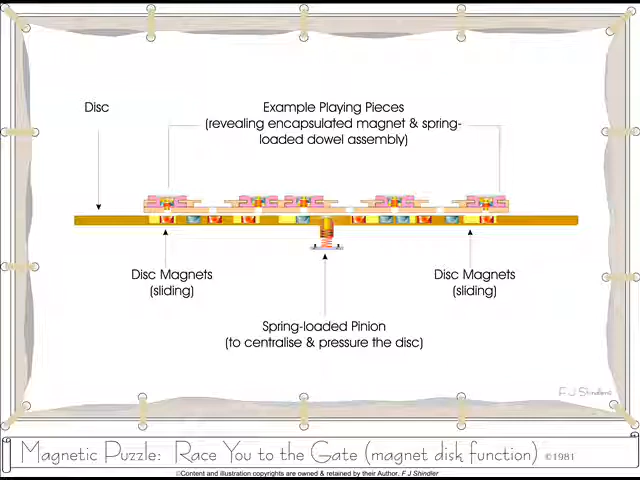 Disc
Example Playing Pieces
(revealing encapsulated magnet & spring-
loaded dowel assembly)
Disc Magnets
(sliding)
Disc Magnets
(sliding)
Spring-loaded Pinion
(to centralise & pressure the disc)
F J Shindler©
Magnetic Puzzle: Race You to the Gate (magnet disk function) ©1981
©Content and illustration copyrights are owned & retained by their Author. F J Shindler